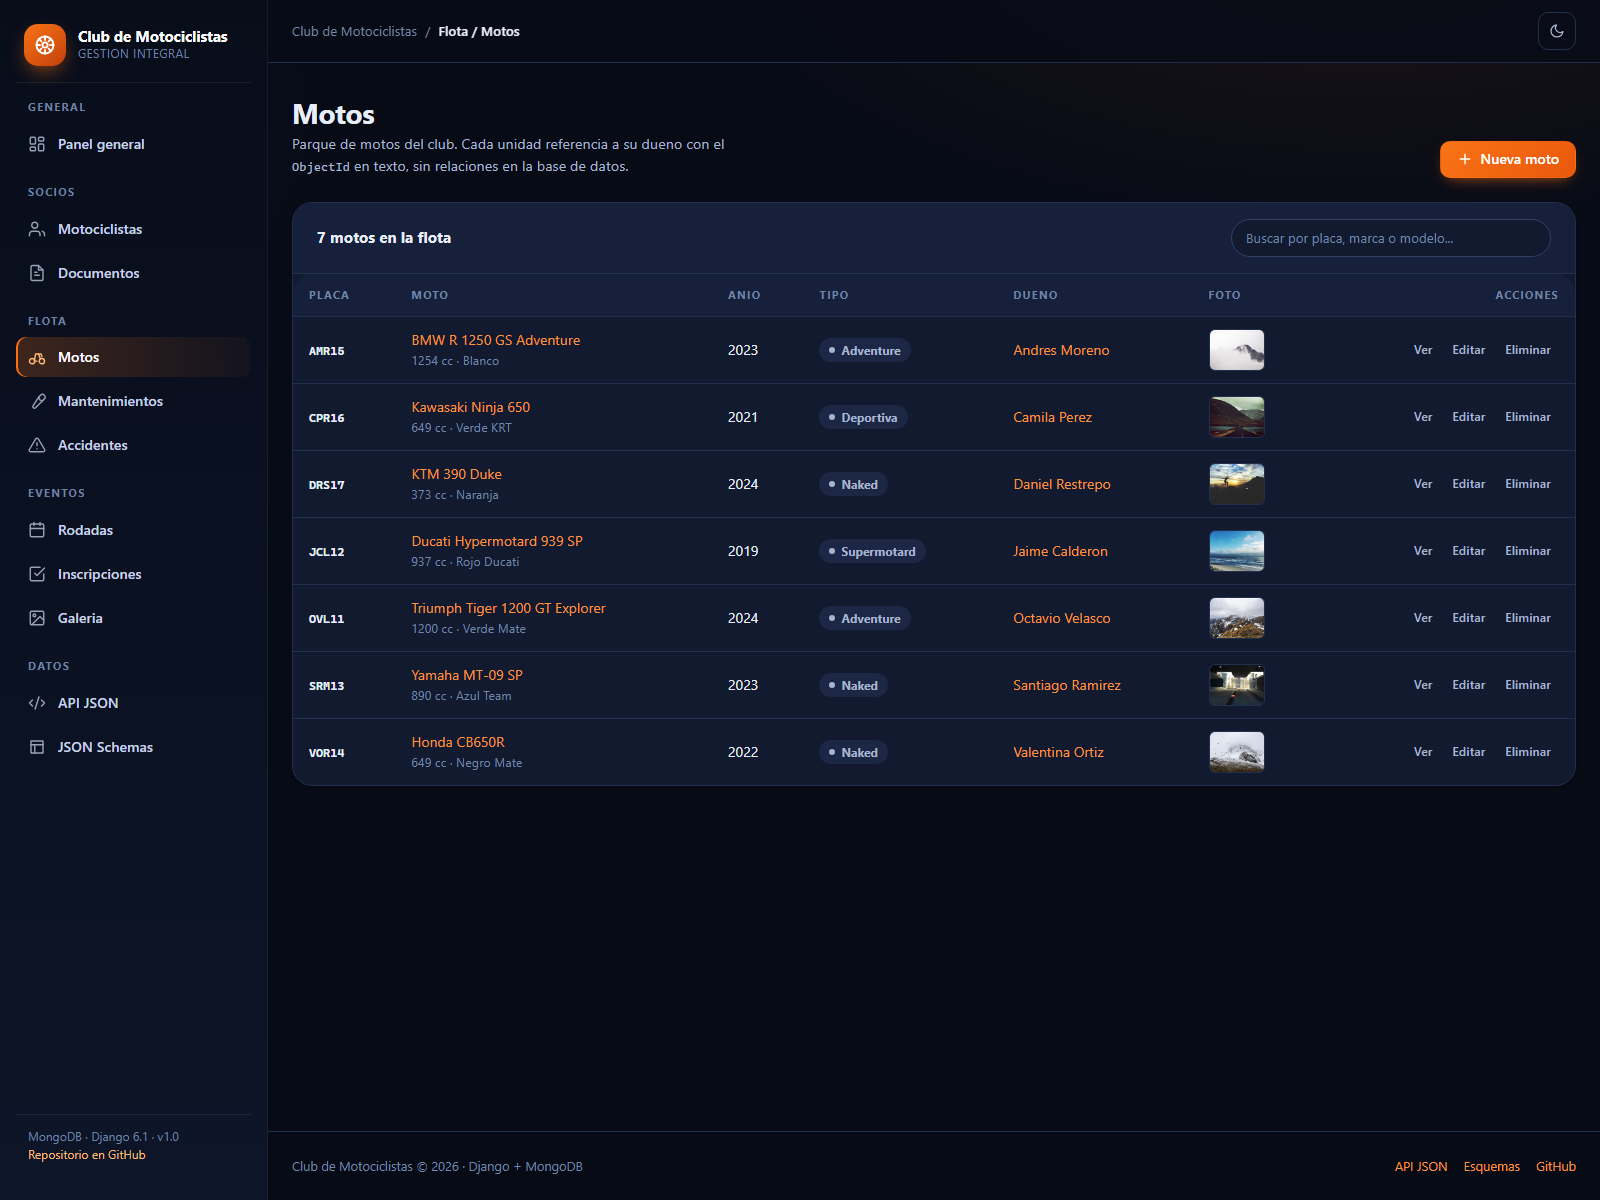 Club de Motociclistas
GESTION INTEGRAL
GENERAL
Panel general
SOCIOS
Motociclistas
Documentos
FLOTA
Motos
Mantenimientos
Accidentes
EVENTOS
Rodadas
Inscripciones
Galeria
DATOS
API JSON
JSON Schemas
MongoDB · Django 6.1 · v1.0
Repositorio en GitHub
Club de Motociclistas / Flota / Motos
Motos
Parque de motos del club. Cada unidad referencia a su dueno con el
ObjectId en texto, sin relaciones en la base de datos.
+ Nueva moto
7 motos en la flota
Buscar por placa, marca o modelo...
PLACA MOTO ANIO TIPO DUENO FOTO ACCIONES
AMR15 BMW R 1250 GS Adventure 2023 Adventure Andres Moreno Ver Editar Eliminar
1254 cc · Blanco
CPR16 Kawasaki Ninja 650 2021 Deportiva Camila Perez Ver Editar Eliminar
649 cc · Verde KRT
DRS17 KTM 390 Duke 2024 Naked Daniel Restrepo Ver Editar Eliminar
373 cc · Naranja
JCL12 Ducati Hypermotard 939 SP 2019 Supermotard Jaime Calderon Ver Editar Eliminar
937 cc · Rojo Ducati
OVL11 Triumph Tiger 1200 GT Explorer 2024 Adventure Octavio Velasco Ver Editar Eliminar
1200 cc · Verde Mate
SRM13 Yamaha MT-09 SP 2023 Naked Santiago Ramirez Ver Editar Eliminar
890 cc · Azul Team
VOR14 Honda CB650R 2022 Naked Valentina Ortiz Ver Editar Eliminar
649 cc · Negro Mate
Club de Motociclistas © 2026 · Django + MongoDB
API JSON Esquemas GitHub